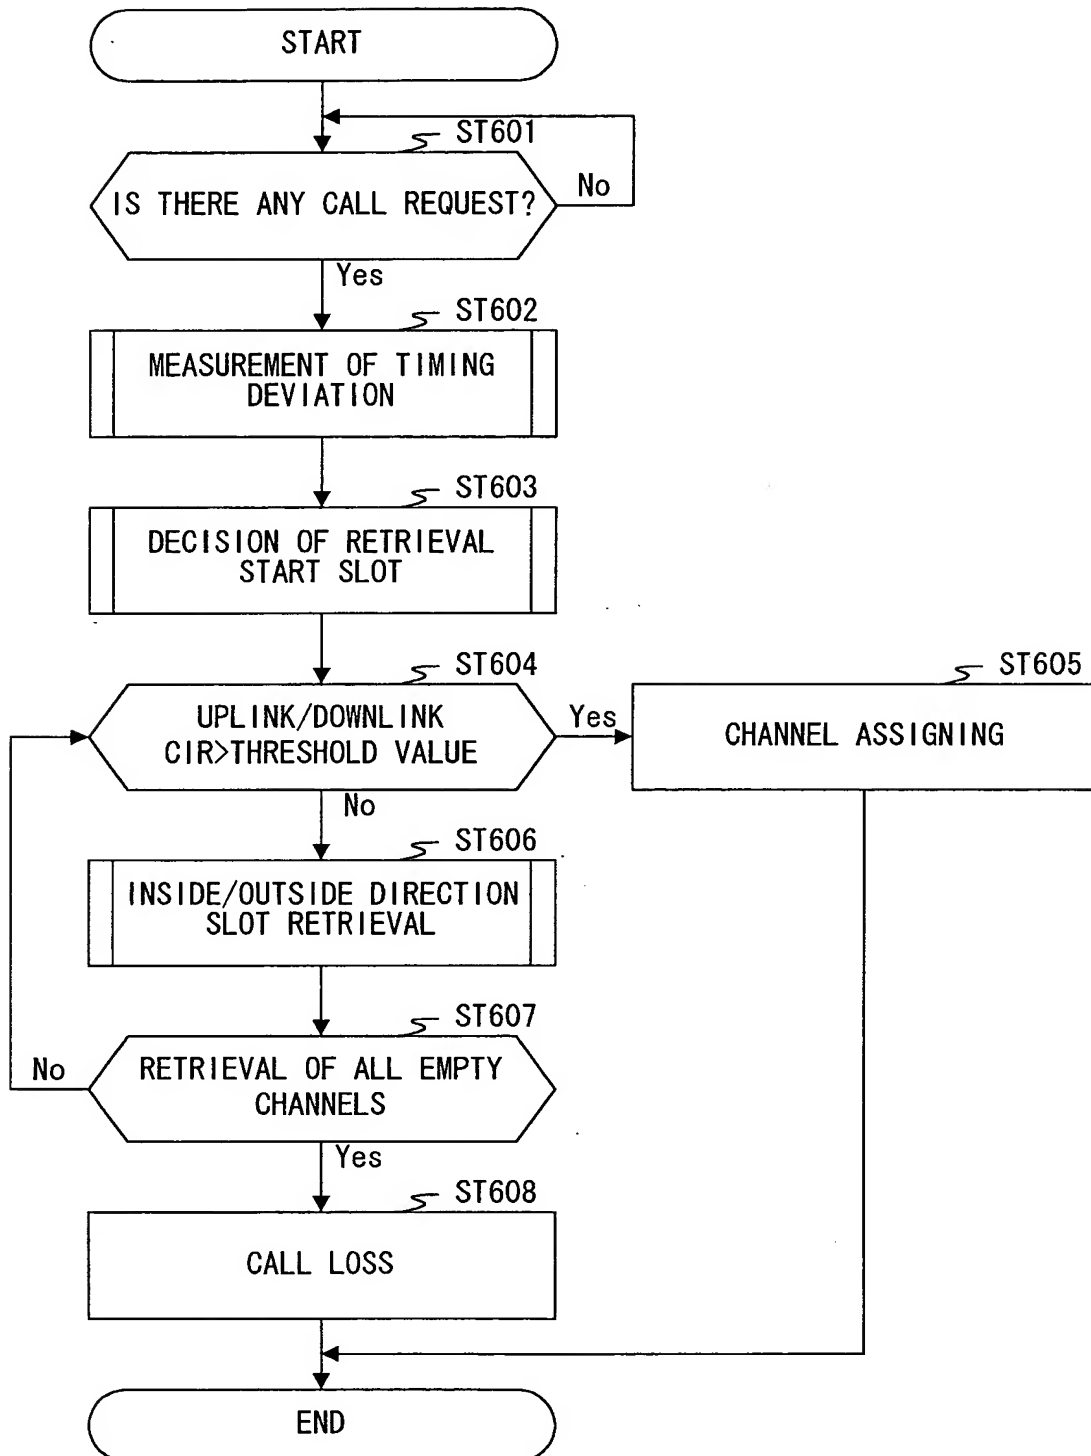 START
ST601
IS THERE ANY CALL REQUEST?
No
Yes
ST602
MEASUREMENT OF TIMING
DEVIATION
ST603
DECISION OF RETRIEVAL
START SLOT
ST604
ST605
UPLINK/DOWNLINK
CIR>THRESHOLD VALUE
Yes
CHANNEL ASSIGNING
No
ST606
INSIDE/OUTSIDE DIRECTION
SLOT RETRIEVAL
ST607
No
RETRIEVAL OF ALL EMPTY
CHANNELS
Yes
ST608
CALL LOSS
END